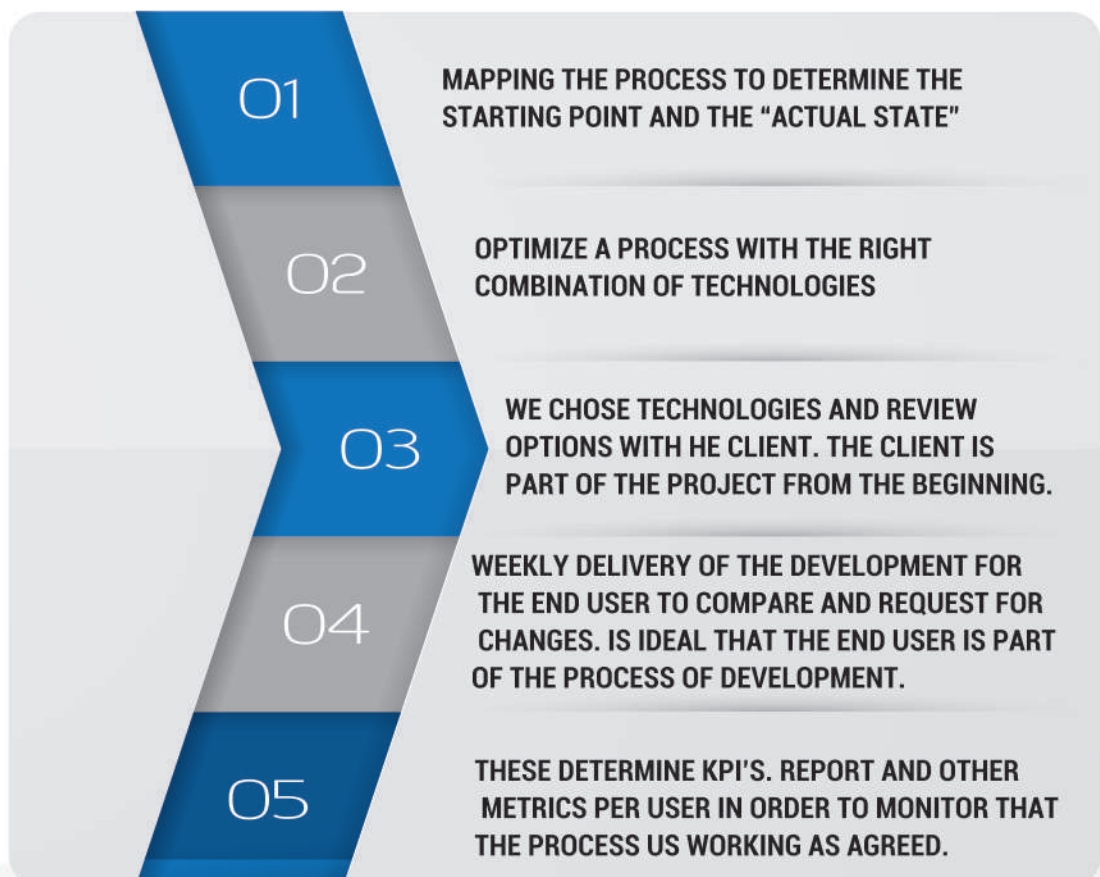 01
MAPPING THE PROCESS TO DETERMINE THE
STARTING POINT AND THE “ACTUAL STATE”
02
OPTIMIZE A PROCESS WITH THE RIGHT
COMBINATION OF TECHNOLOGIES
03
WE CHOSE TECHNOLOGIES AND REVIEW
OPTIONS WITH HE CLIENT. THE CLIENT IS
PART OF THE PROJECT FROM THE BEGINNING.
04
WEEKLY DELIVERY OF THE DEVELOPMENT FOR
THE END USER TO COMPARE AND REQUEST FOR
CHANGES. IS IDEAL THAT THE END USER IS PART
OF THE PROCESS OF DEVELOPMENT.
05
THESE DETERMINE KPI'S. REPORT AND OTHER
METRICS PER USER IN ORDER TO MONITOR THAT
THE PROCESS US WORKING AS AGREED.